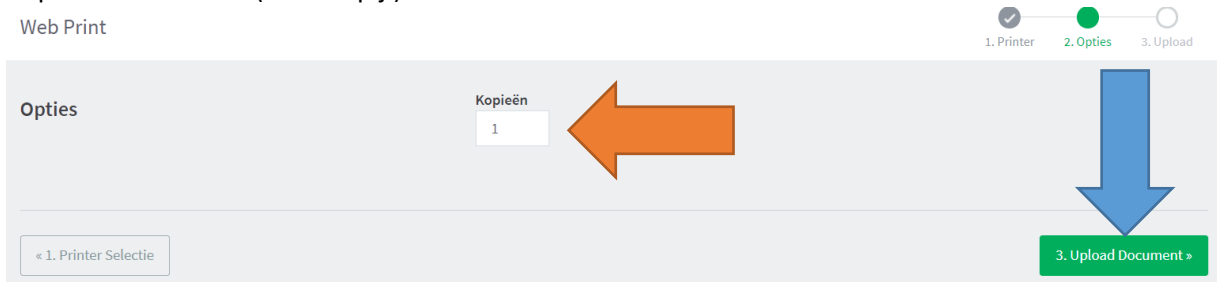 Web Print
1. Printer 2. Opties 3. Upload
Opties
Kopieën
1
« 1. Printer Selectie
3. Upload Document »